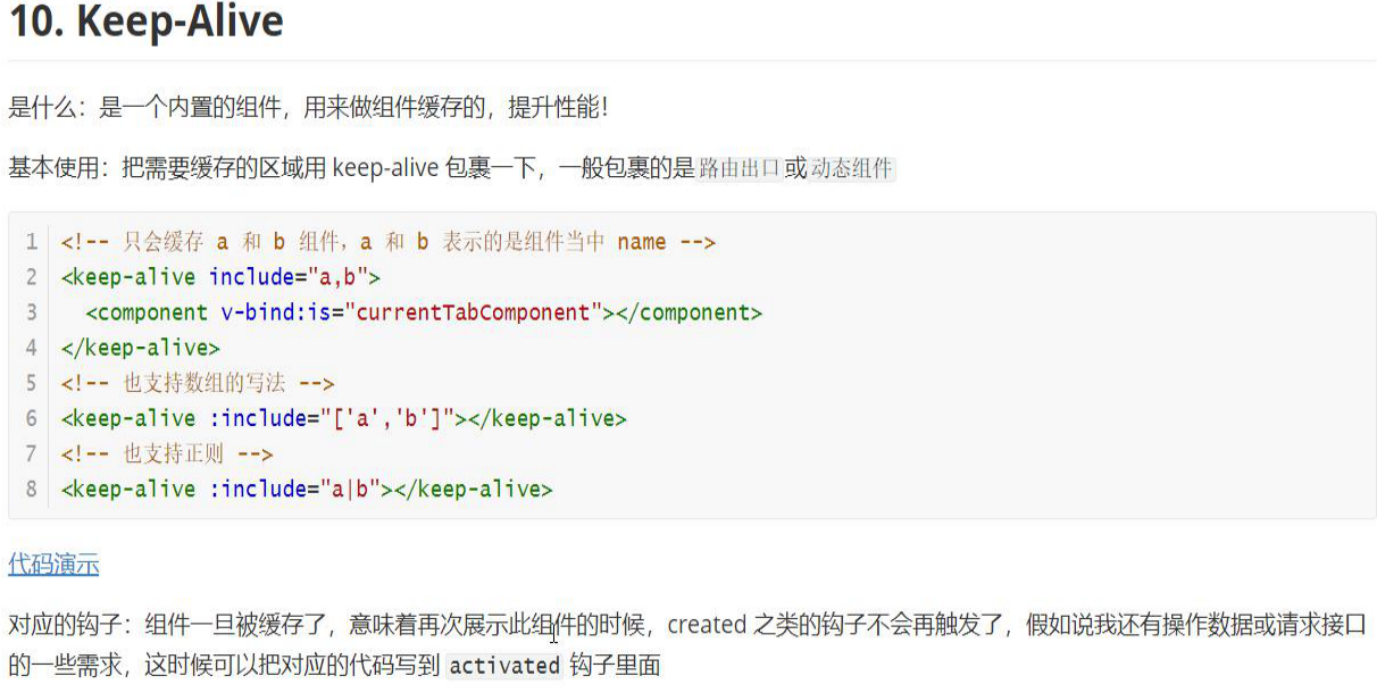 10. Keep-Alive
是什么：是一个内置的组件，用来做组件缓存的，提升性能！
基本使用：把需要缓存的区域用 keep-alive 包裹一下，一般包裹的是 路由出口 或 动态组件
1 <!-- 只会缓存 a 和 b 组件，a 和 b 表示的是组件当中 name -->
2 <keep-alive include="a,b">
3   <component v-bind:is="currentTabComponent"></component>
4 </keep-alive>
5 <!-- 也支持数组的写法 -->
6 <keep-alive :include="['a','b']"></keep-alive>
7 <!-- 也支持正则 -->
8 <keep-alive :include="a|b"></keep-alive>
代码演示
对应的钩子：组件一旦被缓存了，意味着再次展示此组件的时候，created 之类的钩子不会再触发了，假如说我还有操作数据或请求接口
的一些需求，这时候可以把对应的代码写到 activated 钩子里面